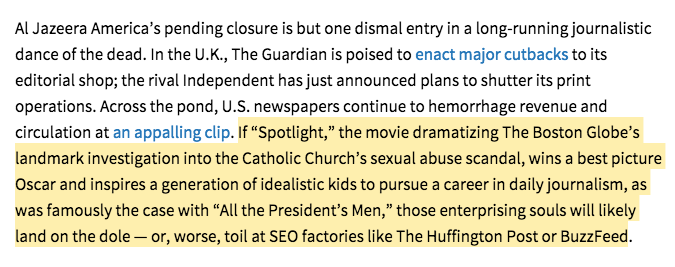 Al Jazeera America’s pending closure is but one dismal entry in a long-running journalistic
dance of the dead. In the U.K., The Guardian is poised to enact major cutbacks to its
editorial shop; the rival Independent has just announced plans to shutter its print
operations. Across the pond, U.S. newspapers continue to hemorrhage revenue and
circulation at an appalling clip. If “Spotlight,” the movie dramatizing The Boston Globe’s
landmark investigation into the Catholic Church’s sexual abuse scandal, wins a best picture
Oscar and inspires a generation of idealistic kids to pursue a career in daily journalism, as
was famously the case with “All the President’s Men,” those enterprising souls will likely
land on the dole — or, worse, toil at SEO factories like The Huffington Post or BuzzFeed.